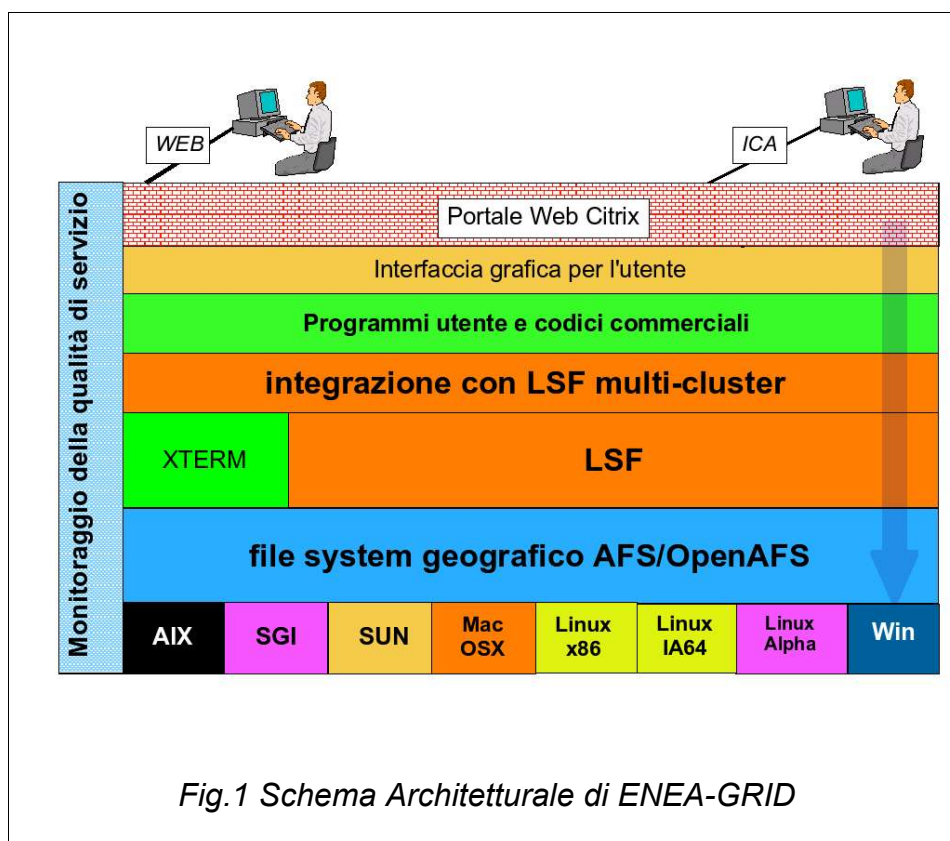 WEB
ICA
Monitoraggio della qualità di servizio
Portale Web Citrix
Interfaccia grafica per l'utente
Programmi utente e codici commerciali
integrazione con LSF multi-cluster
XTERM
LSF
file system geografico AFS/OpenAFS
AIX
SGI
SUN
Mac
OSX
Linux
x86
Linux
IA64
Linux
Alpha
Win
Fig.1 Schema Architetturale di ENEA-GRID